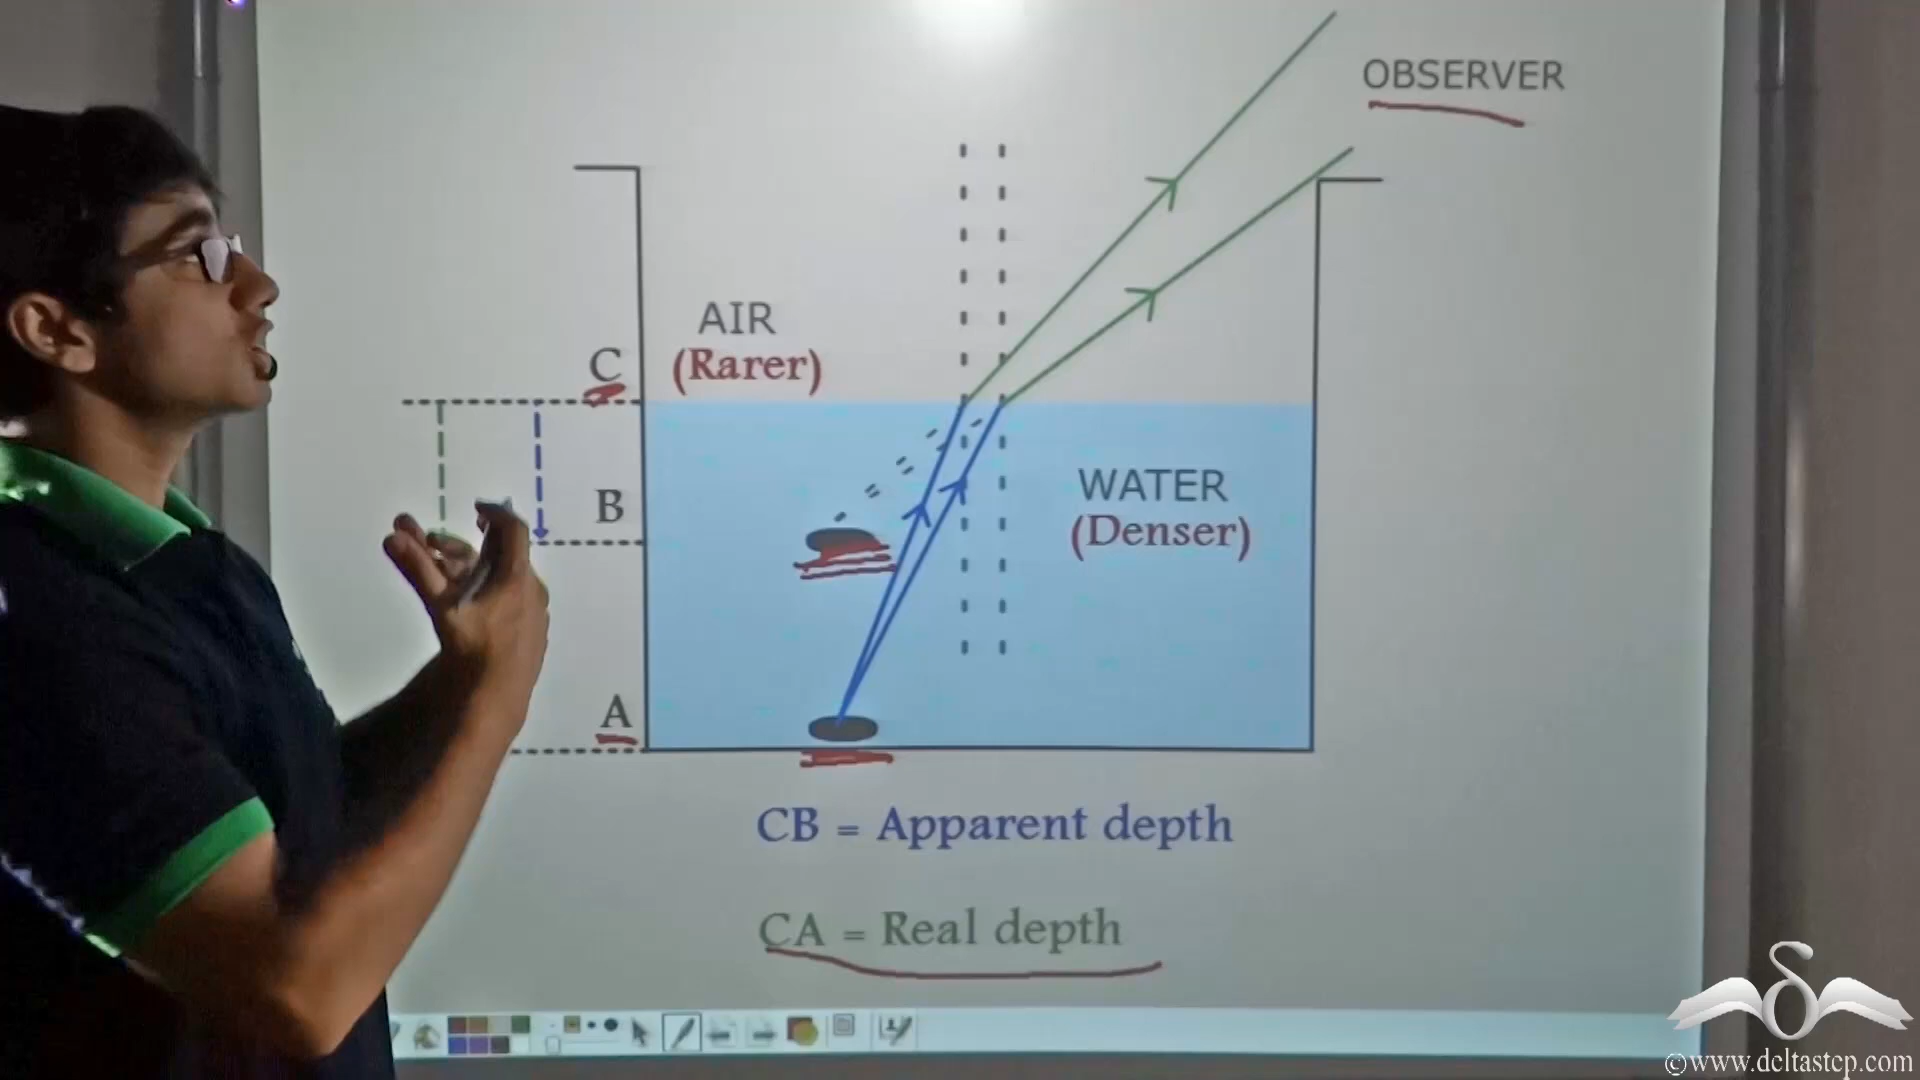 OBSERVER
AIR
(Rarer)
C
B
WATER
(Denser)
A
CB = Apparent depth
CA = Real depth
©www.deltastep.com